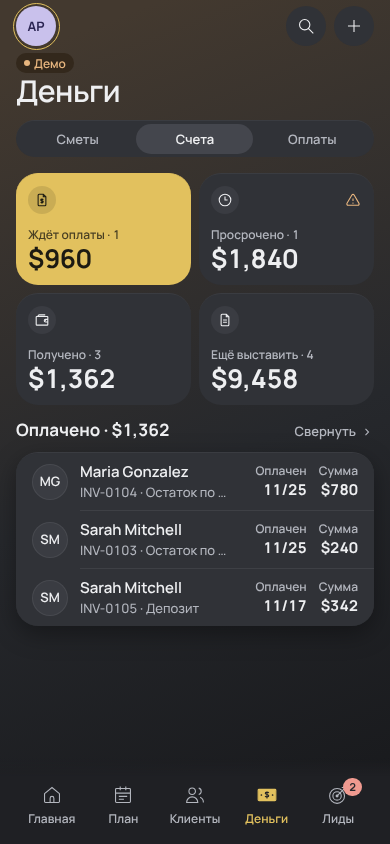 AP
Демо
Деньги
Сметы Счета Оплаты
Ждёт оплаты · 1
$960
Просрочено · 1
$1,840
Получено · 3
$1,362
Ещё выставить · 4
$9,458
Оплачено · $1,362 Свернуть
MG Maria Gonzalez Оплачен Сумма
INV-0104 · Остаток по ... 11/25 $780
SM Sarah Mitchell Оплачен Сумма
INV-0103 · Остаток по ... 11/25 $240
SM Sarah Mitchell Оплачен Сумма
INV-0105 · Депозит 11/17 $342
2
Главная План Клиенты Деньги Лиды